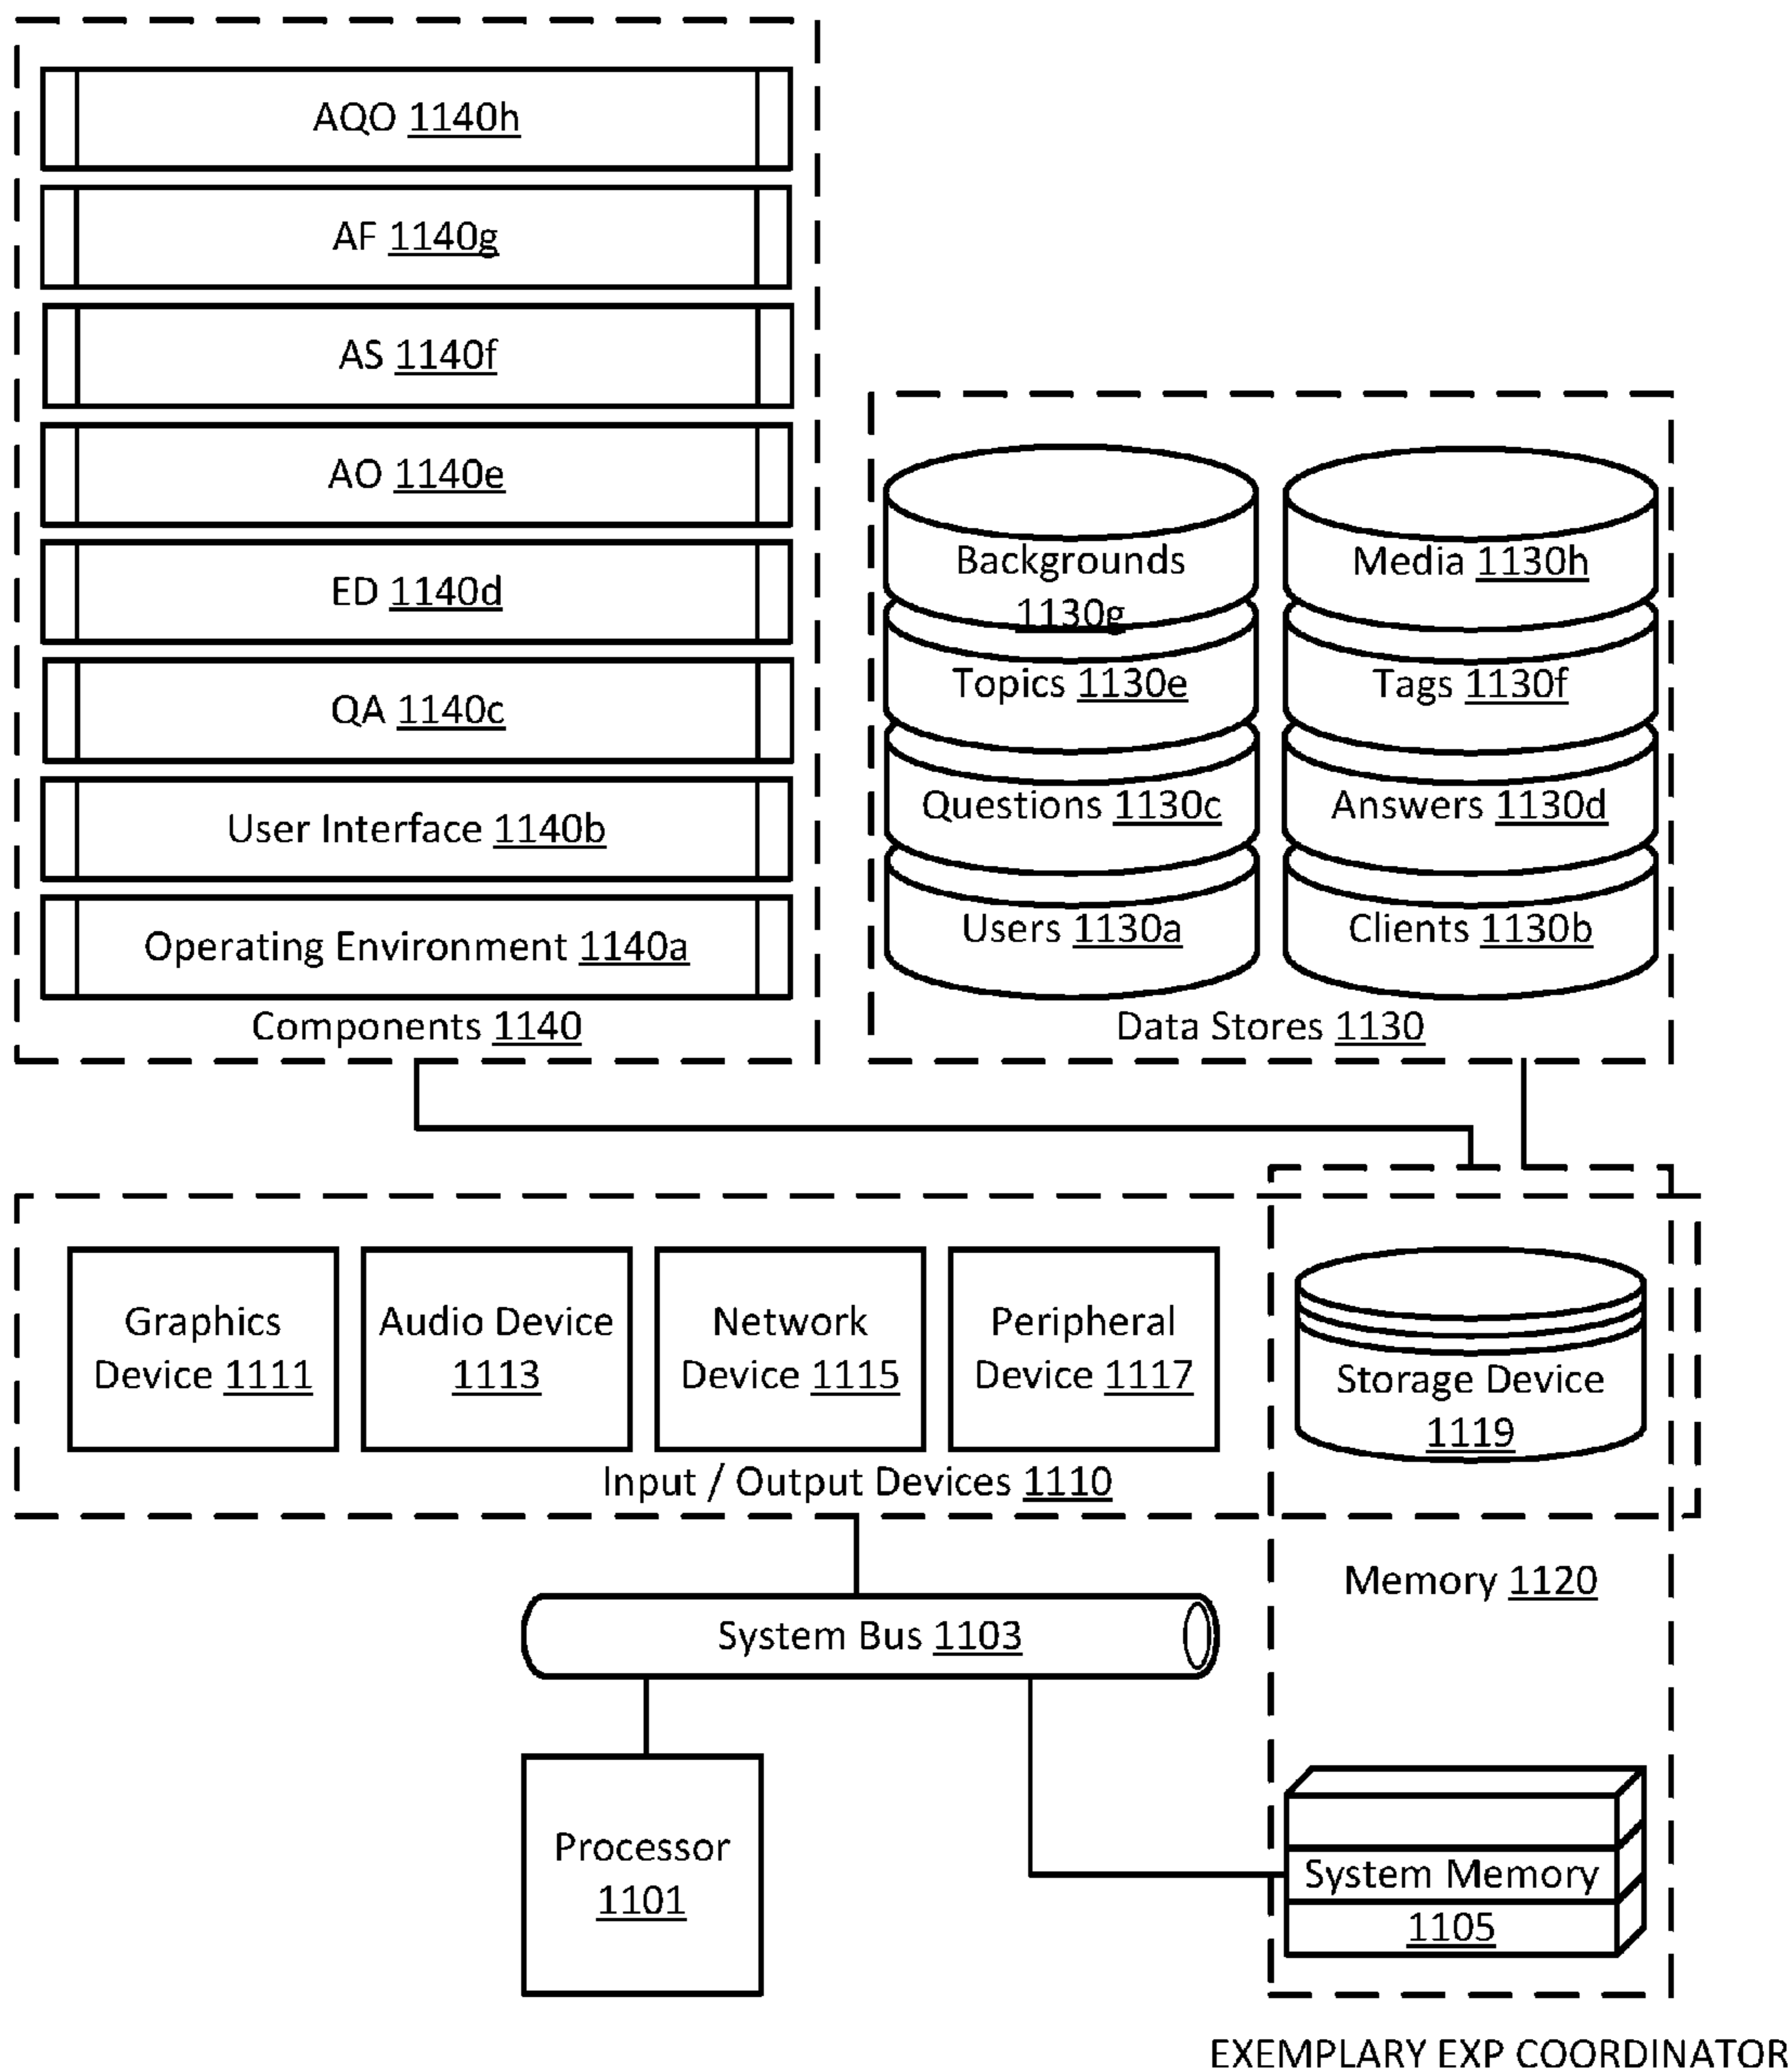 AQO 1140h
AF 1140g
AS 1140f
AO 1140e
ED 1140d
QA 1140c
User Interface 1140b
Operating Environment 1140a
Components 1140
Backgrounds
1130g
Media 1130h
Topics 1130e
Tags 1130f
Questions 1130c
Answers 1130d
Users 1130a
Clients 1130b
Data Stores 1130
Graphics
Device 1111
Audio Device
1113
Network
Device 1115
Peripheral
Device 1117
Storage Device
1119
Input / Output Devices 1110
Memory 1120
System Bus 1103
Processor
1101
System Memory
1105
EXEMPLARY EXP COORDINATOR